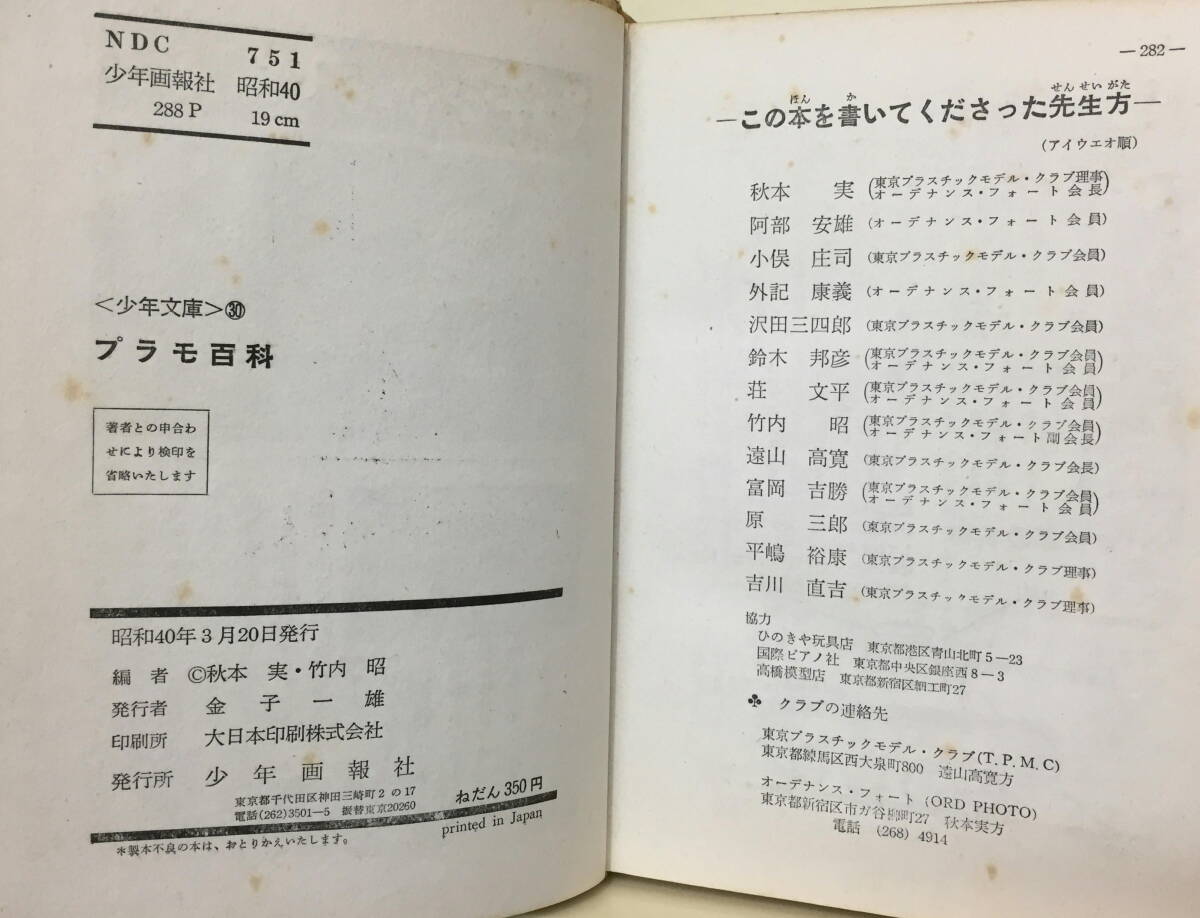 NDC 751
少年画報社 昭和40
288 P 19 cm
<少年文庫>㉚
プラモ百科
著者との申合わ
せにより検印を
省略いたします
昭和40年3月20日発行
編者 ©秋本 実・竹内 昭
発行者 金子一雄
印刷所 大日本印刷株式会社
発行所 少年画報社
東京都千代田区神田三崎町2の17
電話(262)3501—5 振替東京20260
ねだん 350円
printed in Japan
*製本不良の本は、おとりかえいたします。
— 282 —
ほん か せんせいがた
—この本を書いてくださった先生方—
(アイウエオ順)
秋本 実 (東京プラスチックモデル・クラブ理事
オーデナンス・フォート会長)
阿部 安雄 (オーデナンス・フォート会員)
小俣 庄司 (東京プラスチックモデル・クラブ会員)
外記 康義 (オーデナンス・フォート会員)
沢田三四郎 (東京プラスチックモデル・クラブ会員)
鈴木 邦彦 (東京プラスチックモデル・クラブ会員
オーデナンス・フォート会員)
荘 文平 (東京プラスチックモデル・クラブ会員
オーデナンス・フォート会員)
竹内 昭 (東京プラスチックモデル・クラブ会員
オーデナンス・フォート副会長)
遠山 高寛 (東京プラスチックモデル・クラブ会長)
富岡 吉勝 (東京プラスチックモデル・クラブ会員
オーデナンス・フォート会員)
原 三郎 (東京プラスチックモデル・クラブ会員)
平嶋 裕康 (東京プラスチックモデル・クラブ理事)
吉川 直吉 (東京プラスチックモデル・クラブ理事)
協力
ひのきや玩具店 東京都港区青山北町5—23
国際ピアノ社 東京都中央区銀座西8—3
高橋模型店 東京都新宿区細工町27
♣ クラブの連絡先
東京プラスチックモデル・クラブ(T.P.M.C)
東京都練馬区西大泉町800 遠山高寛方
オーデナンス・フォート(ORD PHOTO)
東京都新宿区市ガ谷柳町27 秋本実方
電話 (268) 4914